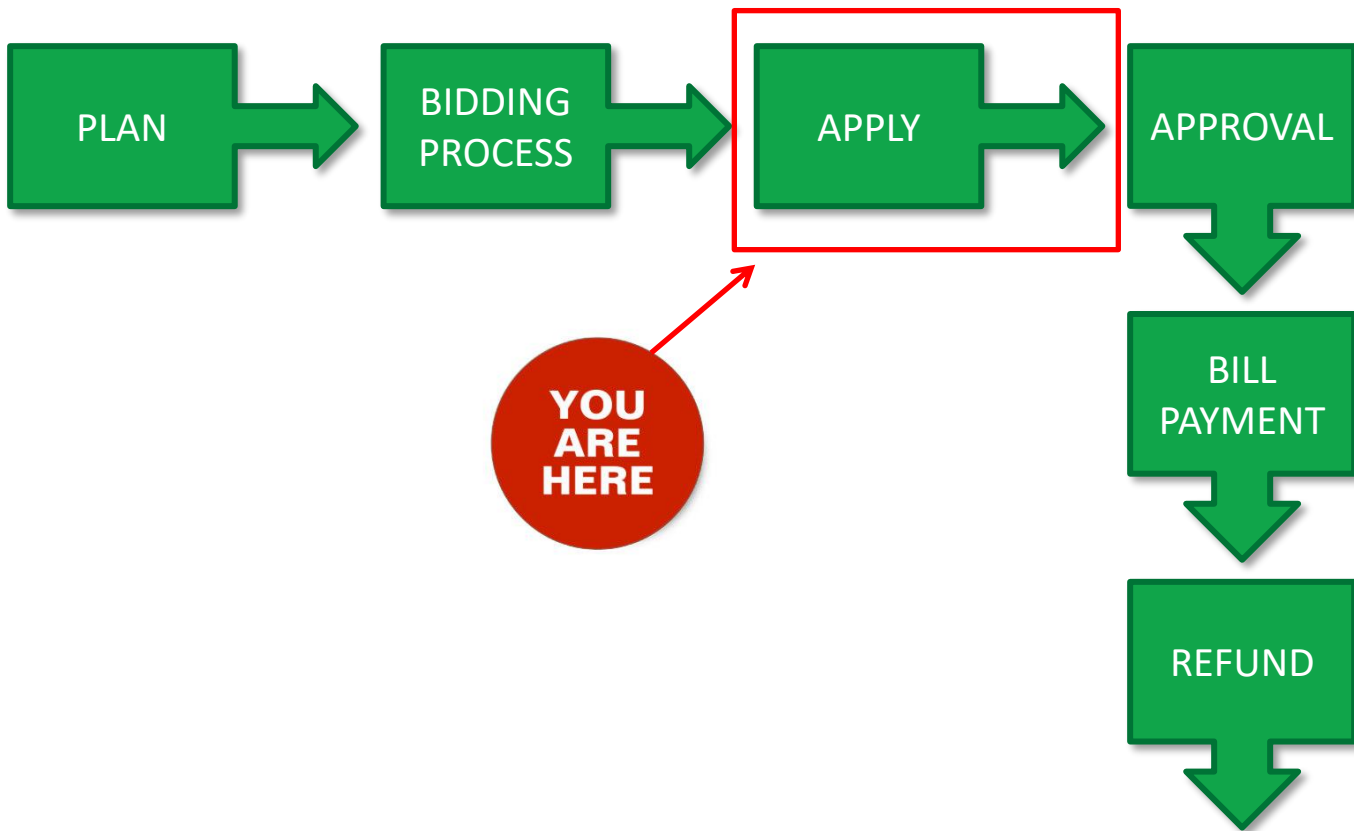 PLAN
BIDDING
PROCESS
APPLY
APPROVAL
YOU
ARE
HERE
BILL
PAYMENT
REFUND